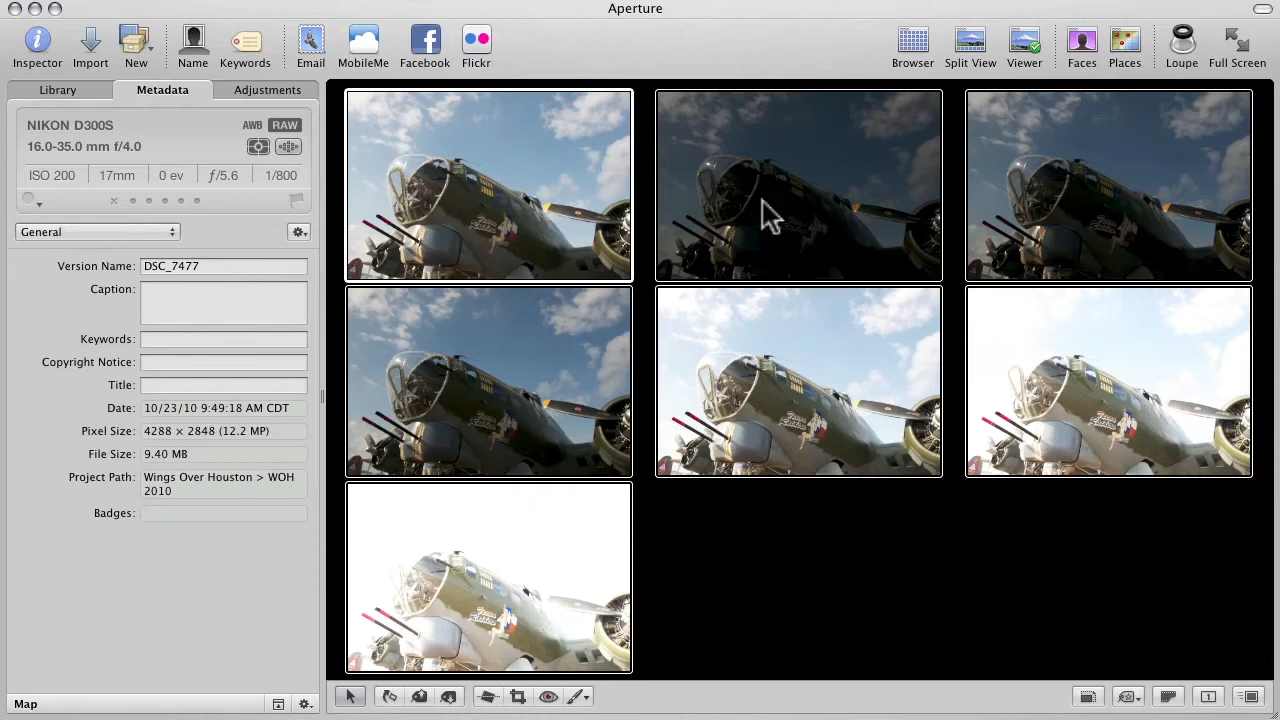 Aperture
Inspector Import New Name Keywords Email MobileMe Facebook Flickr Browser Split View Viewer Faces Places Loupe Full Screen
Library Metadata Adjustments
NIKON D300S AWB RAW
16.0-35.0 mm f/4.0
ISO 200 17mm 0 ev ƒ/5.6 1/800
General
Version Name: DSC_7477
Caption:
Keywords:
Copyright Notice:
Title:
Date: 10/23/10 9:49:18 AM CDT
Pixel Size: 4288 × 2848 (12.2 MP)
File Size: 9.40 MB
Project Path: Wings Over Houston > WOH
2010
Badges:
Map
1